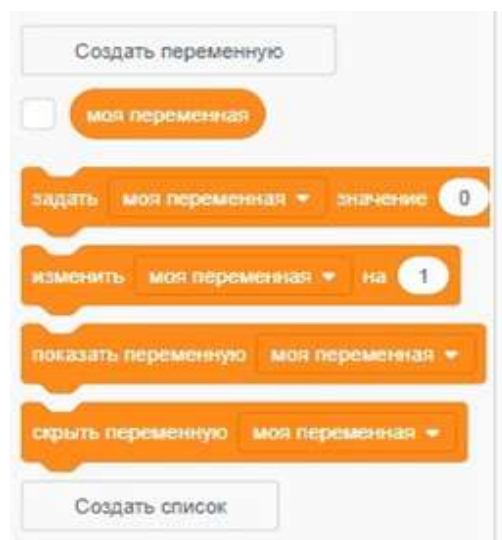 Создать переменную
моя переменная
задать моя переменная значение 0
изменить моя переменная на 1
показать переменную моя переменная
скрыть переменную моя переменная
Создать список